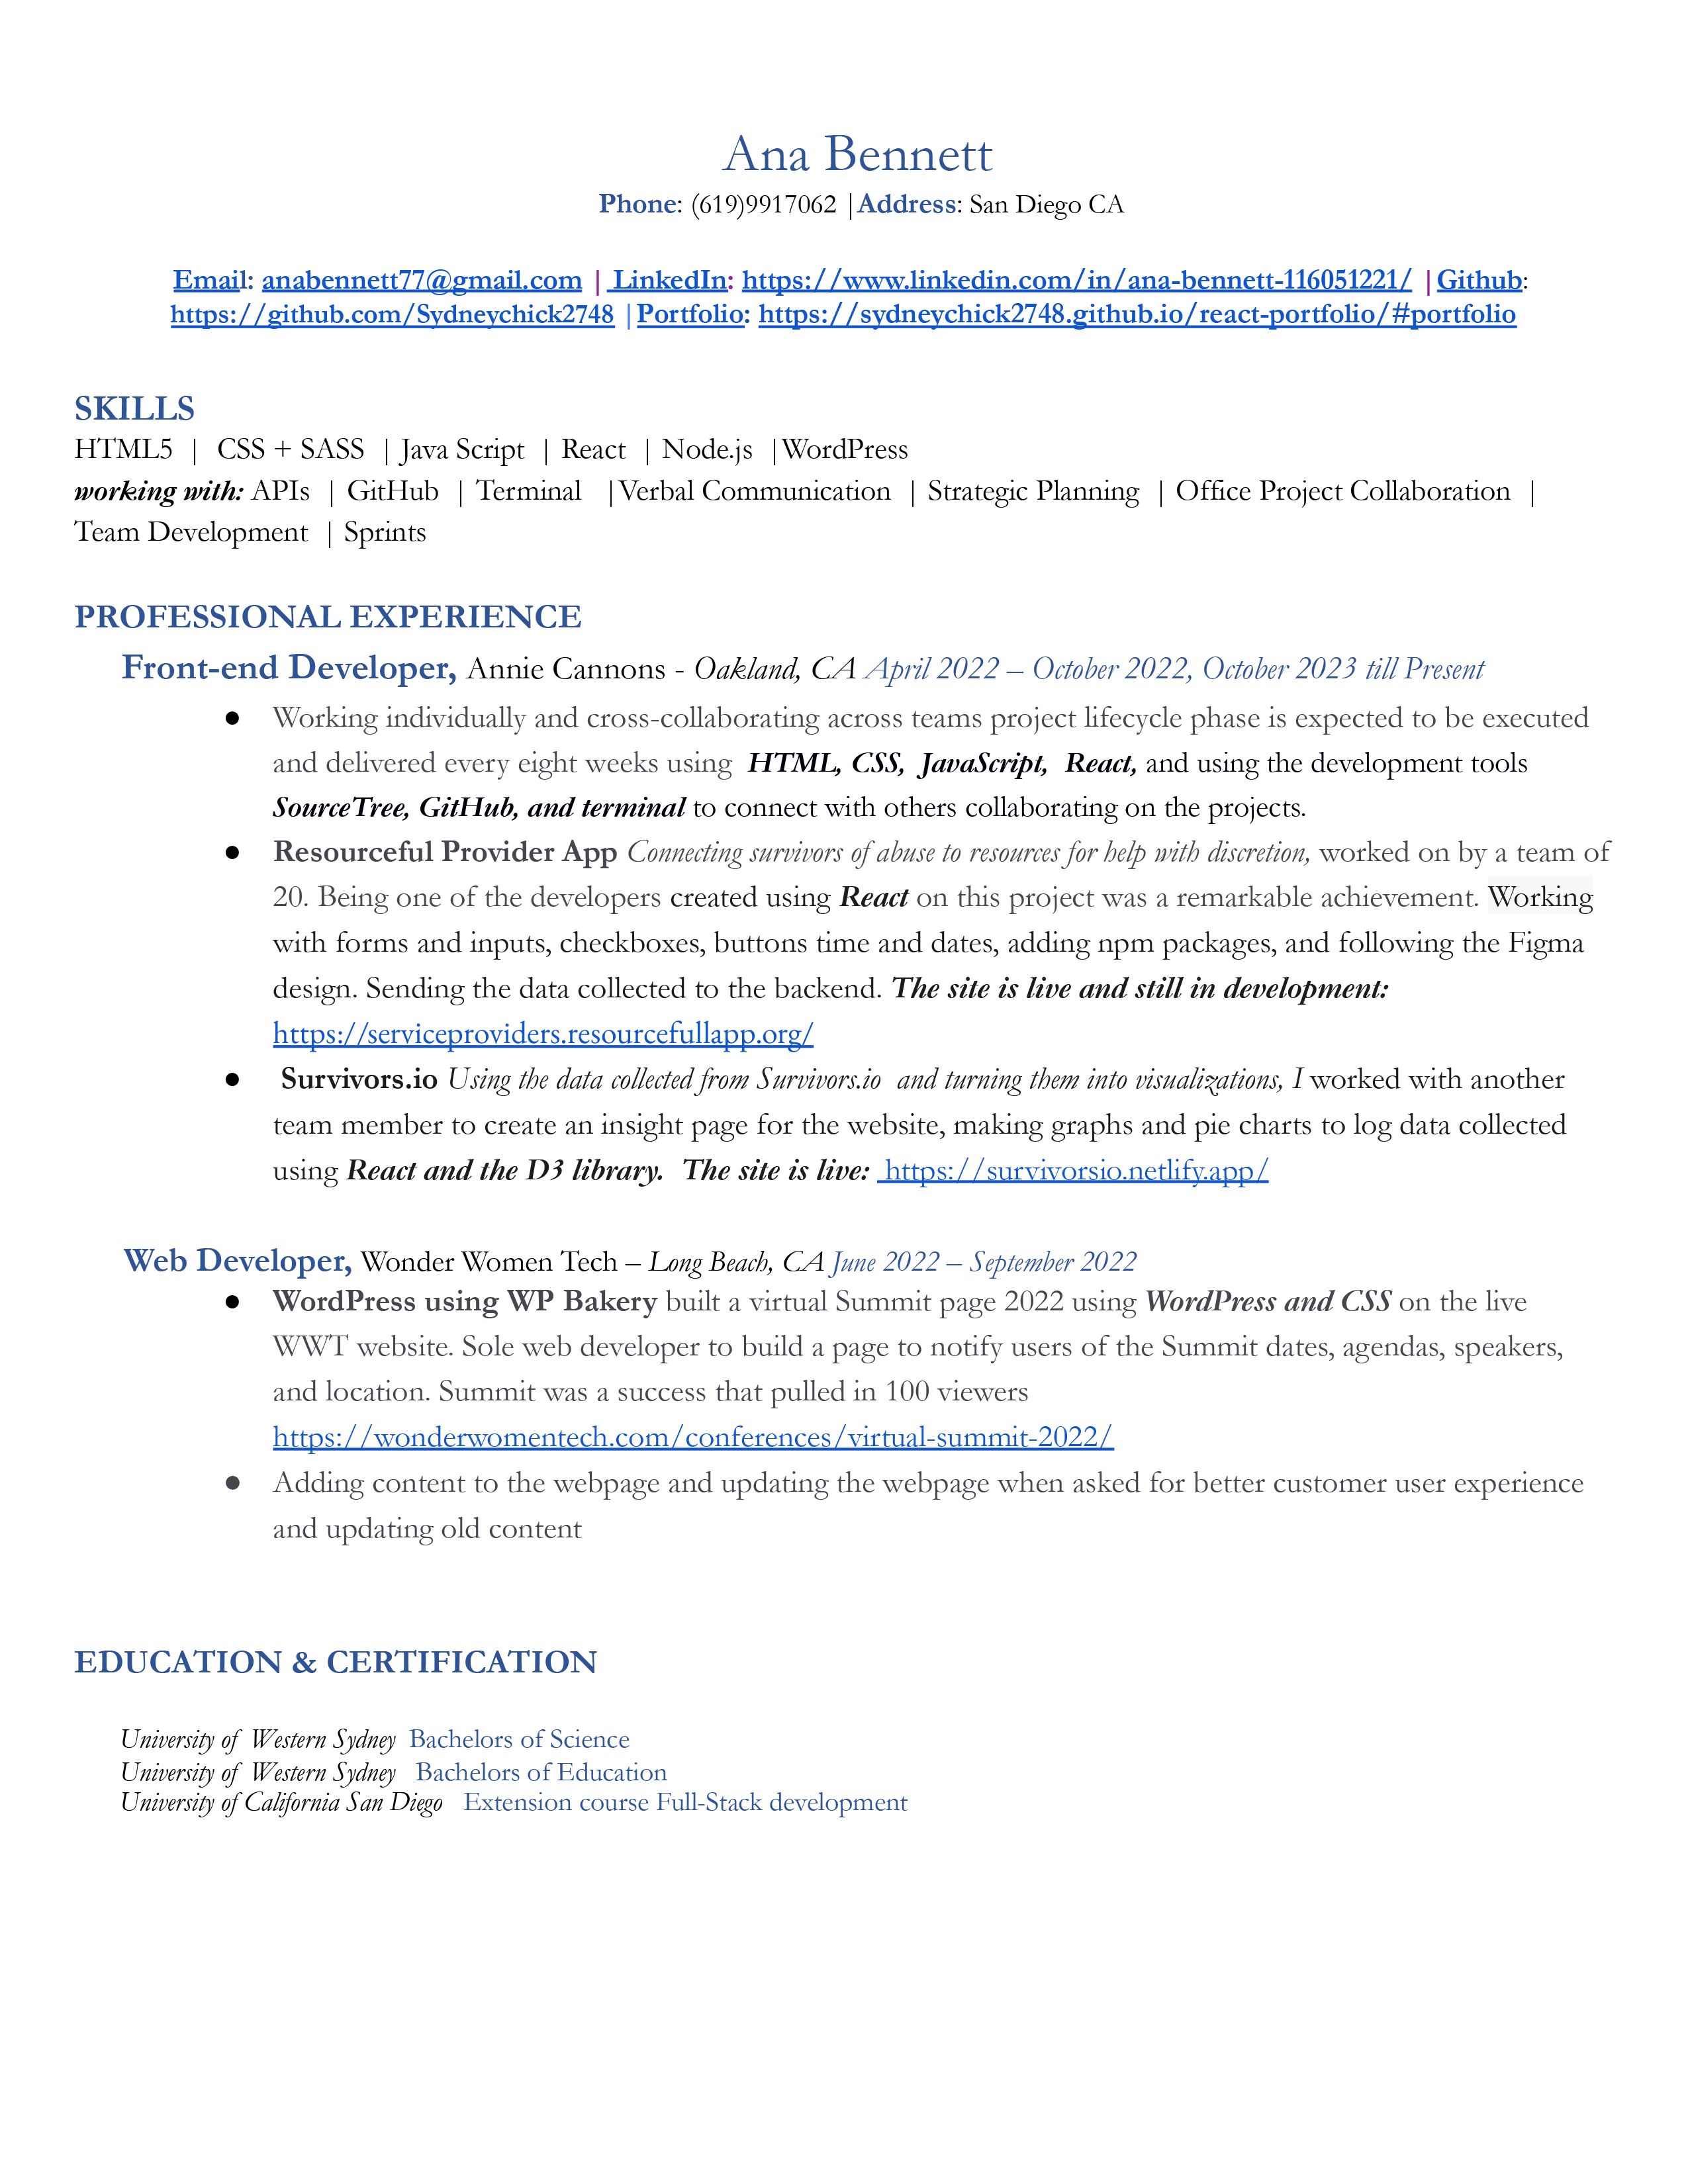 Ana Bennett
Phone: (619)9917062 |Address: San Diego CA
Email: anabennett77@gmail.com | LinkedIn: https://www.linkedin.com/in/ana-bennett-116051221/ |Github:
https://github.com/Sydneychick2748 |Portfolio: https://sydneychick2748.github.io/react-portfolio/#portfolio
SKILLS
HTML5 | CSS + SASS | Java Script | React | Node.js |WordPress
working with: APIs | GitHub | Terminal |Verbal Communication | Strategic Planning | Office Project Collaboration |
Team Development | Sprints
PROFESSIONAL EXPERIENCE
Front-end Developer, Annie Cannons - Oakland, CA April 2022 – October 2022, October 2023 till Present
● Working individually and cross-collaborating across teams project lifecycle phase is expected to be executed
and delivered every eight weeks using HTML, CSS, JavaScript, React, and using the development tools
SourceTree, GitHub, and terminal to connect with others collaborating on the projects.
● Resourceful Provider App Connecting survivors of abuse to resources for help with discretion, worked on by a team of
20. Being one of the developers created using React on this project was a remarkable achievement. Working
with forms and inputs, checkboxes, buttons time and dates, adding npm packages, and following the Figma
design. Sending the data collected to the backend. The site is live and still in development:
https://serviceproviders.resourcefullapp.org/
● Survivors.io Using the data collected from Survivors.io and turning them into visualizations, I worked with another
team member to create an insight page for the website, making graphs and pie charts to log data collected
using React and the D3 library. The site is live: https://survivorsio.netlify.app/
Web Developer, Wonder Women Tech – Long Beach, CA June 2022 – September 2022
● WordPress using WP Bakery built a virtual Summit page 2022 using WordPress and CSS on the live
WWT website. Sole web developer to build a page to notify users of the Summit dates, agendas, speakers,
and location. Summit was a success that pulled in 100 viewers
https://wonderwomentech.com/conferences/virtual-summit-2022/
● Adding content to the webpage and updating the webpage when asked for better customer user experience
and updating old content
EDUCATION & CERTIFICATION
University of Western Sydney Bachelors of Science
University of Western Sydney Bachelors of Education
University of California San Diego Extension course Full-Stack development